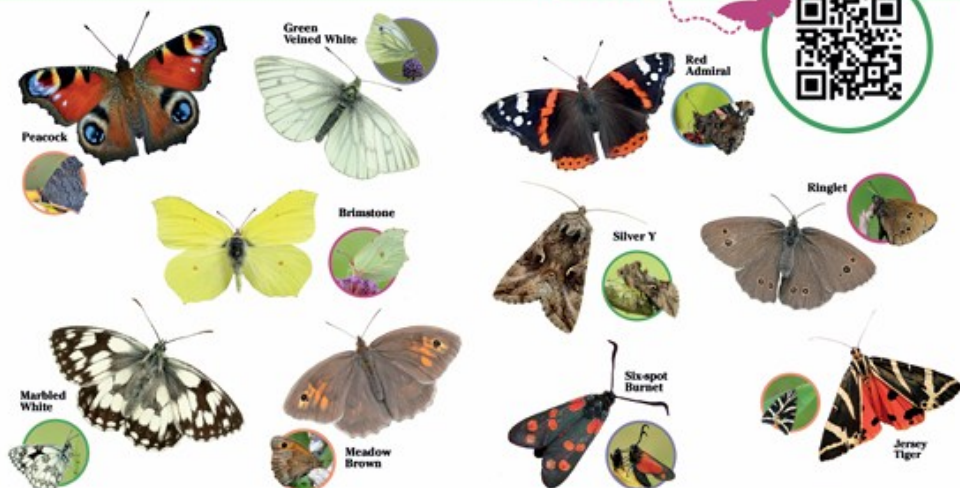 Green
Veined White
Red
Admiral
Peacock
Ringlet
Brimstone
Silver Y
Marbled
White
Meadow
Brown
Six-spot
Burnet
Jersey
Tiger